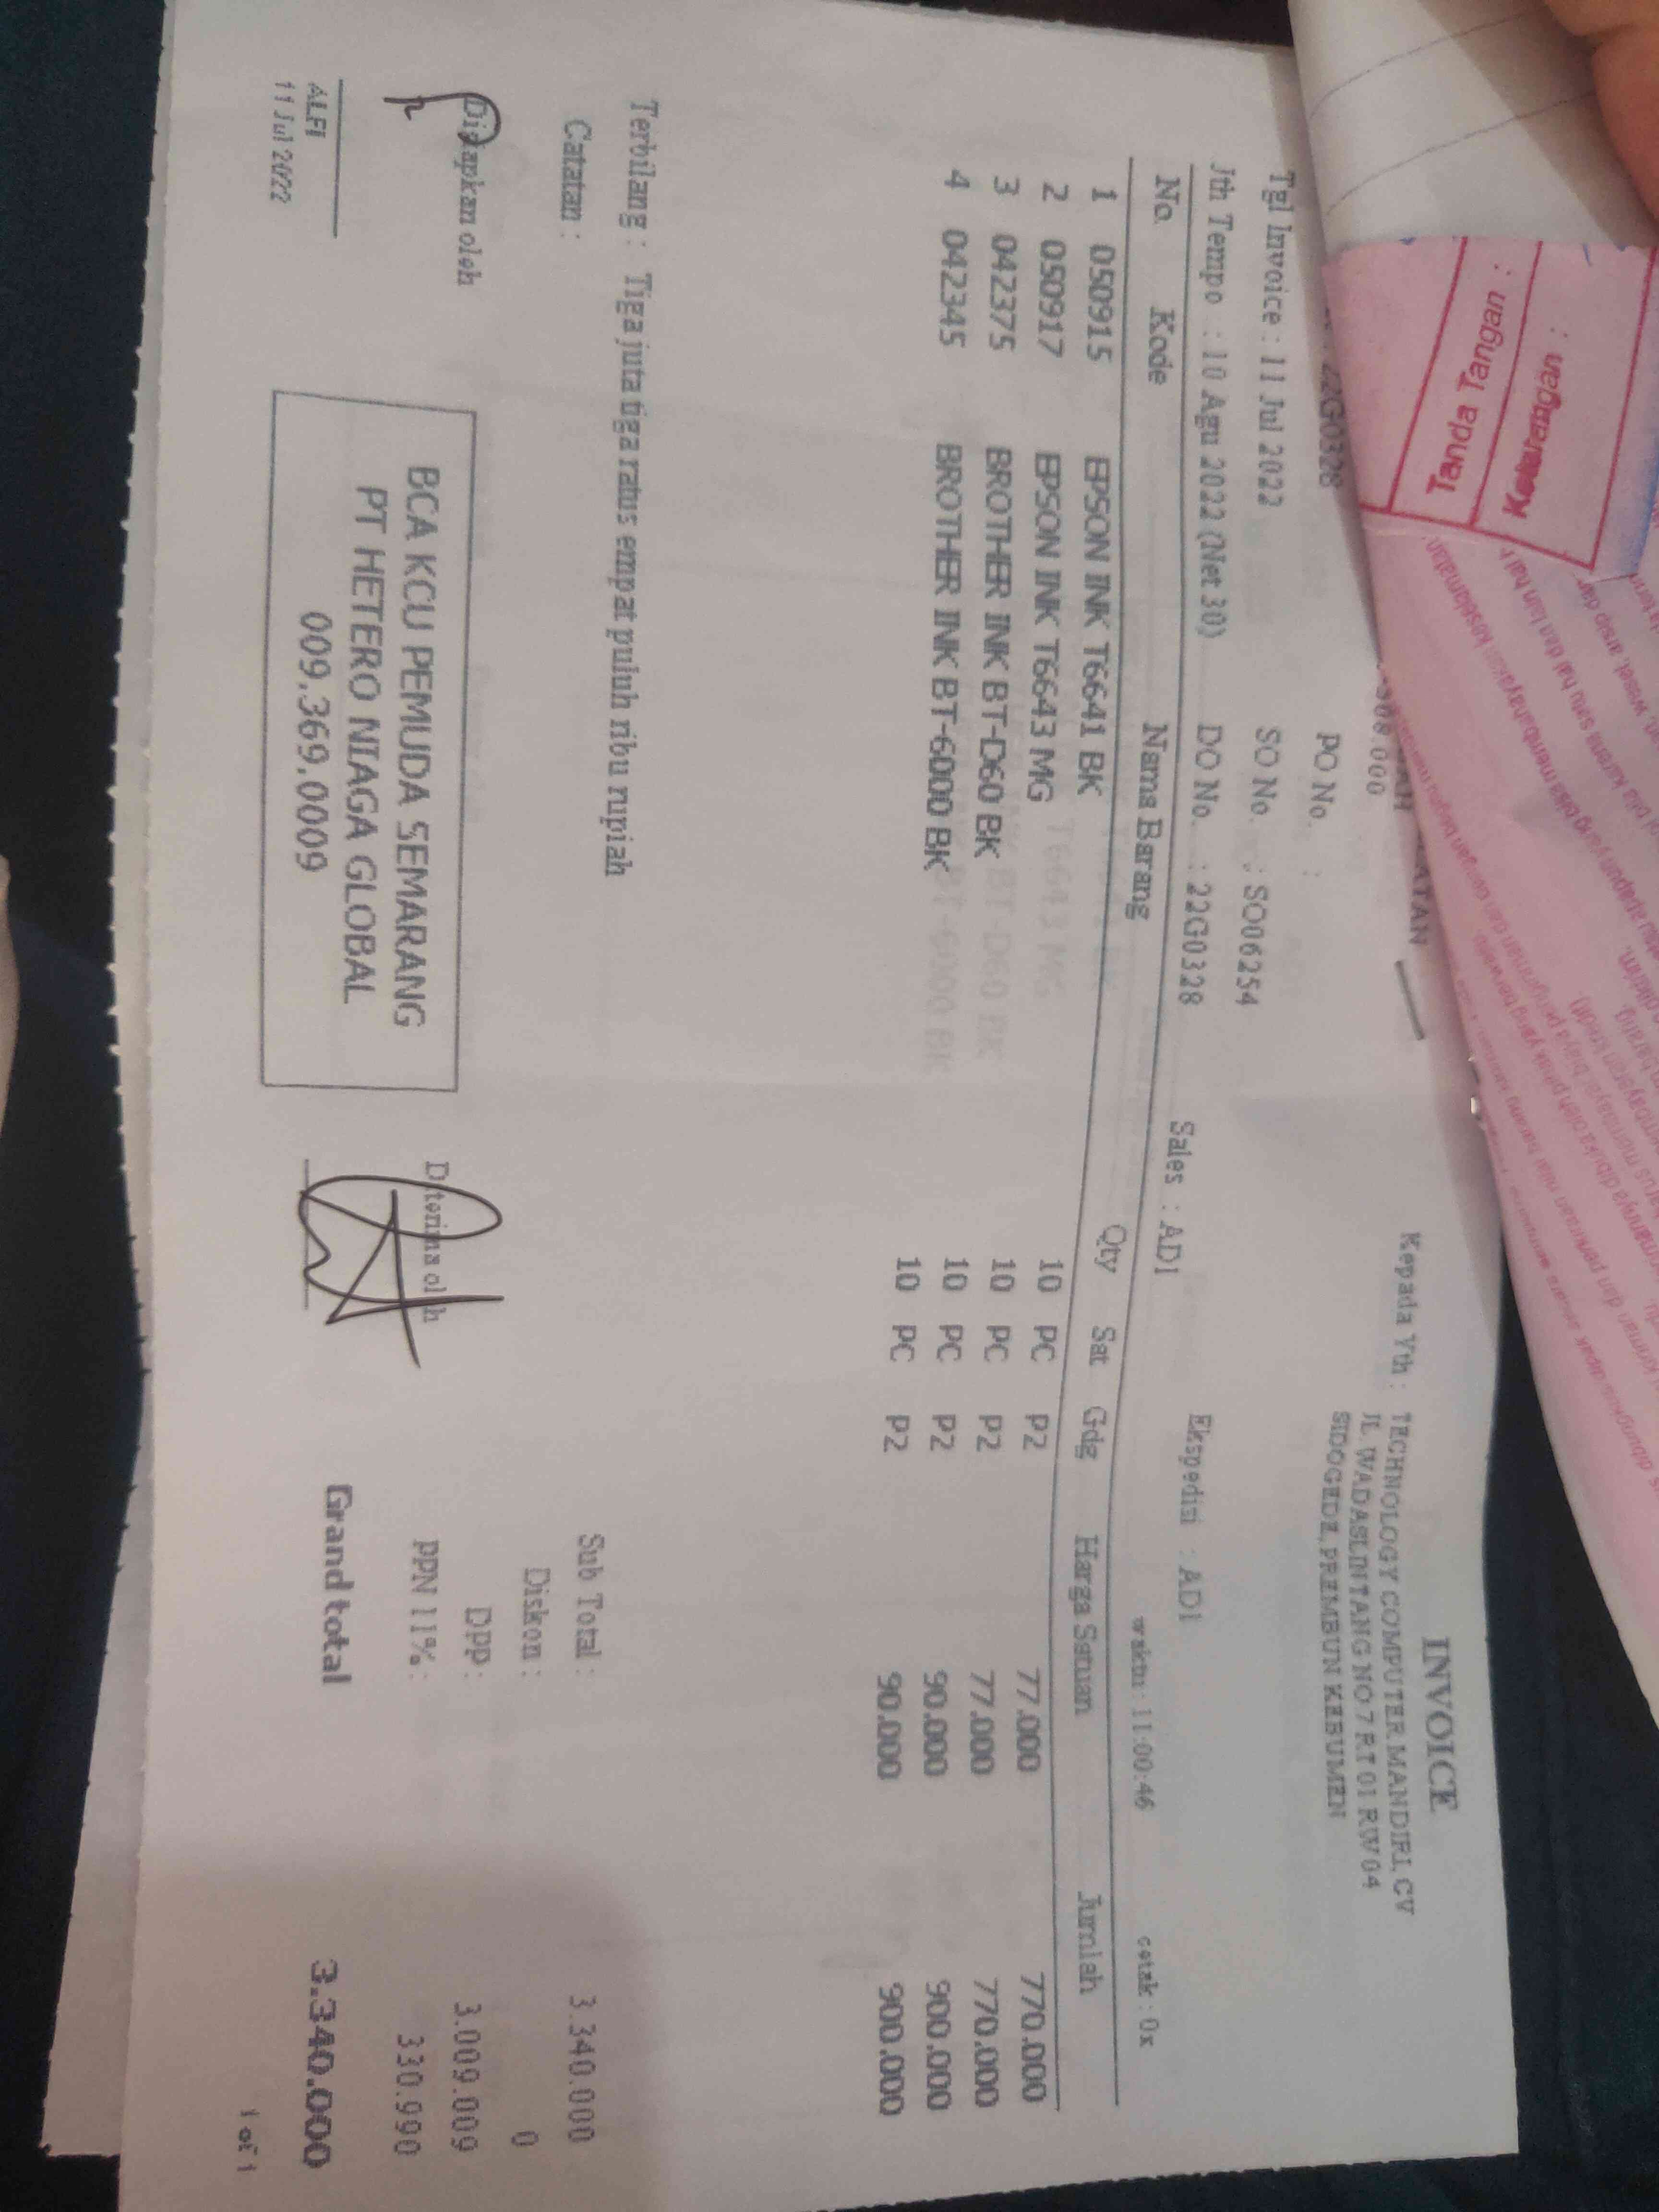 INVOICE
Kepada Yth : TECHNOLOGY COMPUTER MANDIRI, CV
JL. WADASLINTANG NO.7 RT 01 RW 04
SIDOGEDE, PREMBUN KEBUMEN
22G0328
PO No. :
Tgl Invoice : 11 Jul 2022 SO No. : SO06254
Jth Tempo : 10 Agu 2022 (Net 30) DO No. : 22G0328 Sales : ADI Ekspedisi : ADI
waktu : 11:00:46 cetak : 0x
No Kode Nama Barang Qty Sat Gdg Harga Satuan Jumlah
1 050915 EPSON INK T6641 BK 10 PC P2 77.000 770.000
2 050917 EPSON INK T6643 MG 10 PC P2 77.000 770.000
3 042375 BROTHER INK BT-D60 BK 10 PC P2 90.000 900.000
4 042345 BROTHER INK BT-6000 BK 10 PC P2 90.000 900.000
Terbilang : Tiga juta tiga ratus empat puluh ribu rupiah
Catatan :
Sub Total : 3.340.000
Diskon : 0
DPP : 3.009.009
PPN 11% : 330.990
Grand total 3.340.000
Disiapkan oleh
ALFI
11 Jul 2022
BCA KCU PEMUDA SEMARANG
PT HETERO NIAGA GLOBAL
009.369.0009
Diterima oleh
1 of 1
Tanda Tangan :
Keterangan :